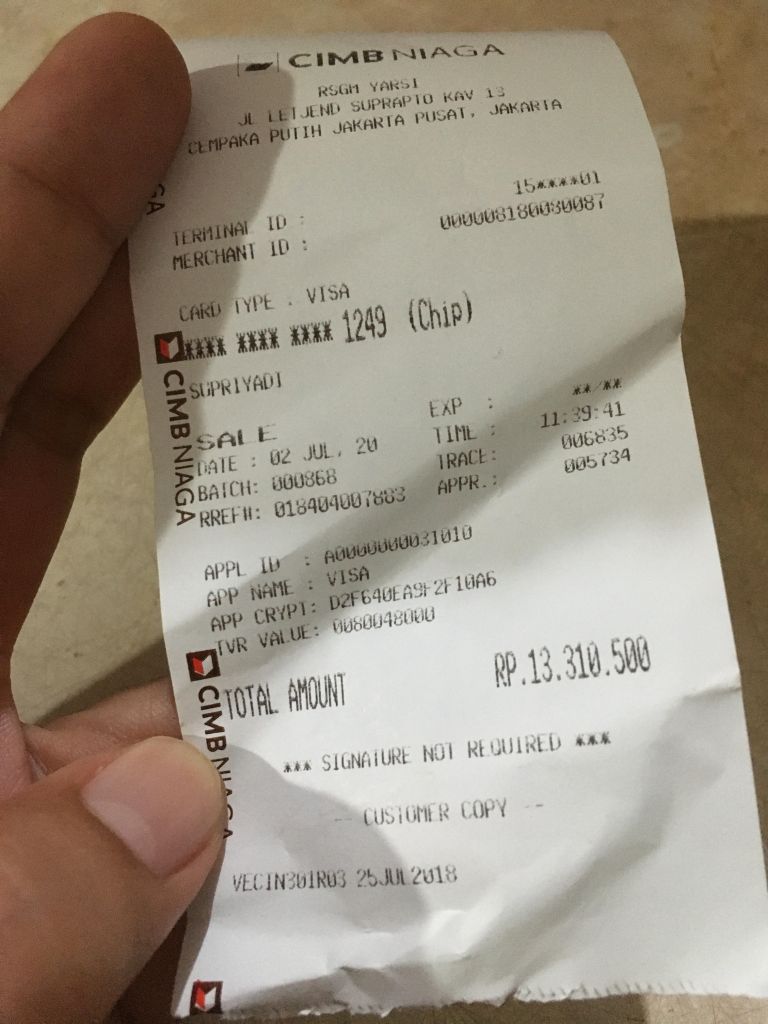 CIMB NIAGA
RSGM YARSI
JL LETJEND SUPRAPTO KAV 13
CEMPAKA PUTIH JAKARTA PUSAT, JAKARTA
TERMINAL ID : 15****01
MERCHANT ID : 000008180080087
CARD TYPE : VISA
**** **** **** 1249 (Chip)
SUPRIYADI
SALE EXP : **/**
DATE : 02 JUL, 20 TIME : 11:39:41
BATCH: 000868 TRACE: 006835
RREF#: 018404007883 APPR.: 005734
APPL ID : A0000000031010
APP NAME : VISA
APP CRYPT: D2F640EA9F2F10A6
TVR VALUE: 0080048000
TOTAL AMOUNT RP.13.310.500
*** SIGNATURE NOT REQUIRED ***
-- CUSTOMER COPY --
VECIN301R03 25JUL2018
CIMB NIAGA
CIMB NIAGA